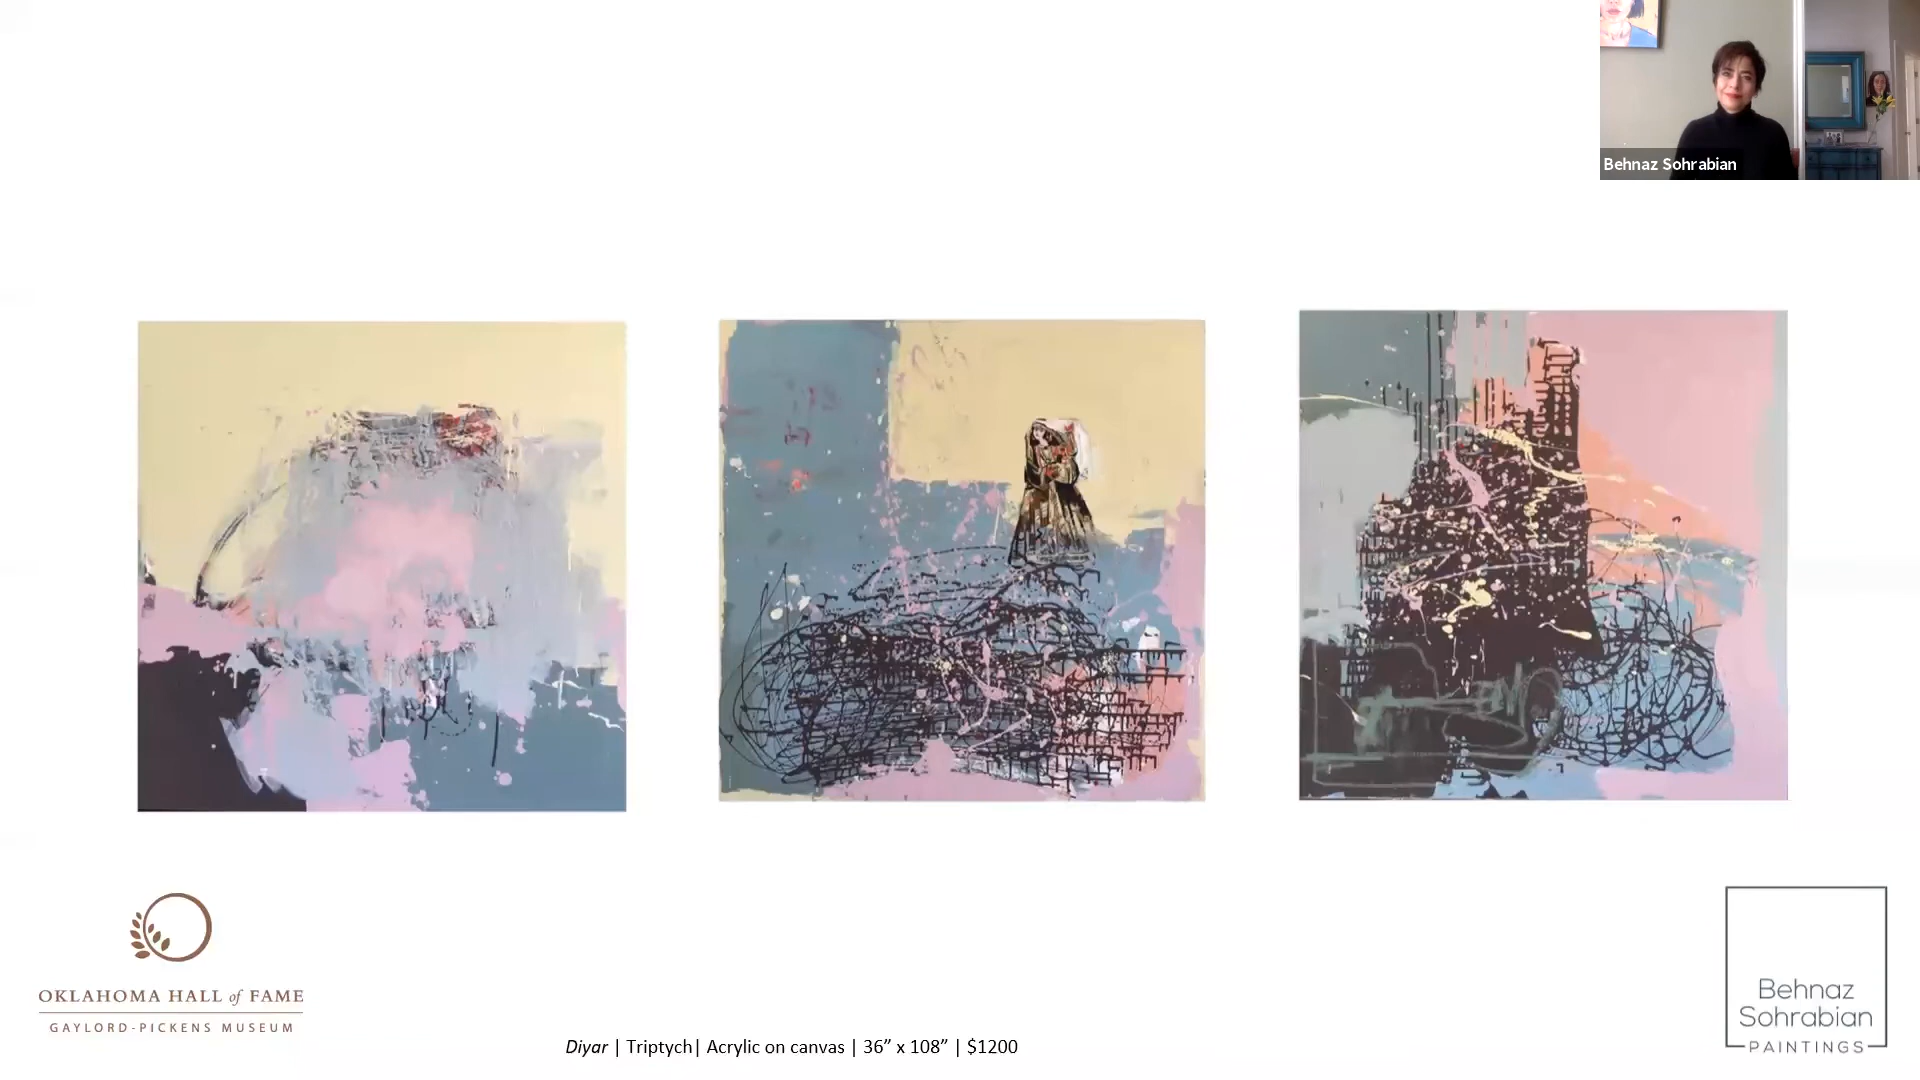 Behnaz Sohrabian
OKLAHOMA HALL of FAME
GAYLORD-PICKENS MUSEUM
Diyar | Triptych| Acrylic on canvas | 36” x 108” | $1200
Behnaz
Sohrabian
PAINTINGS